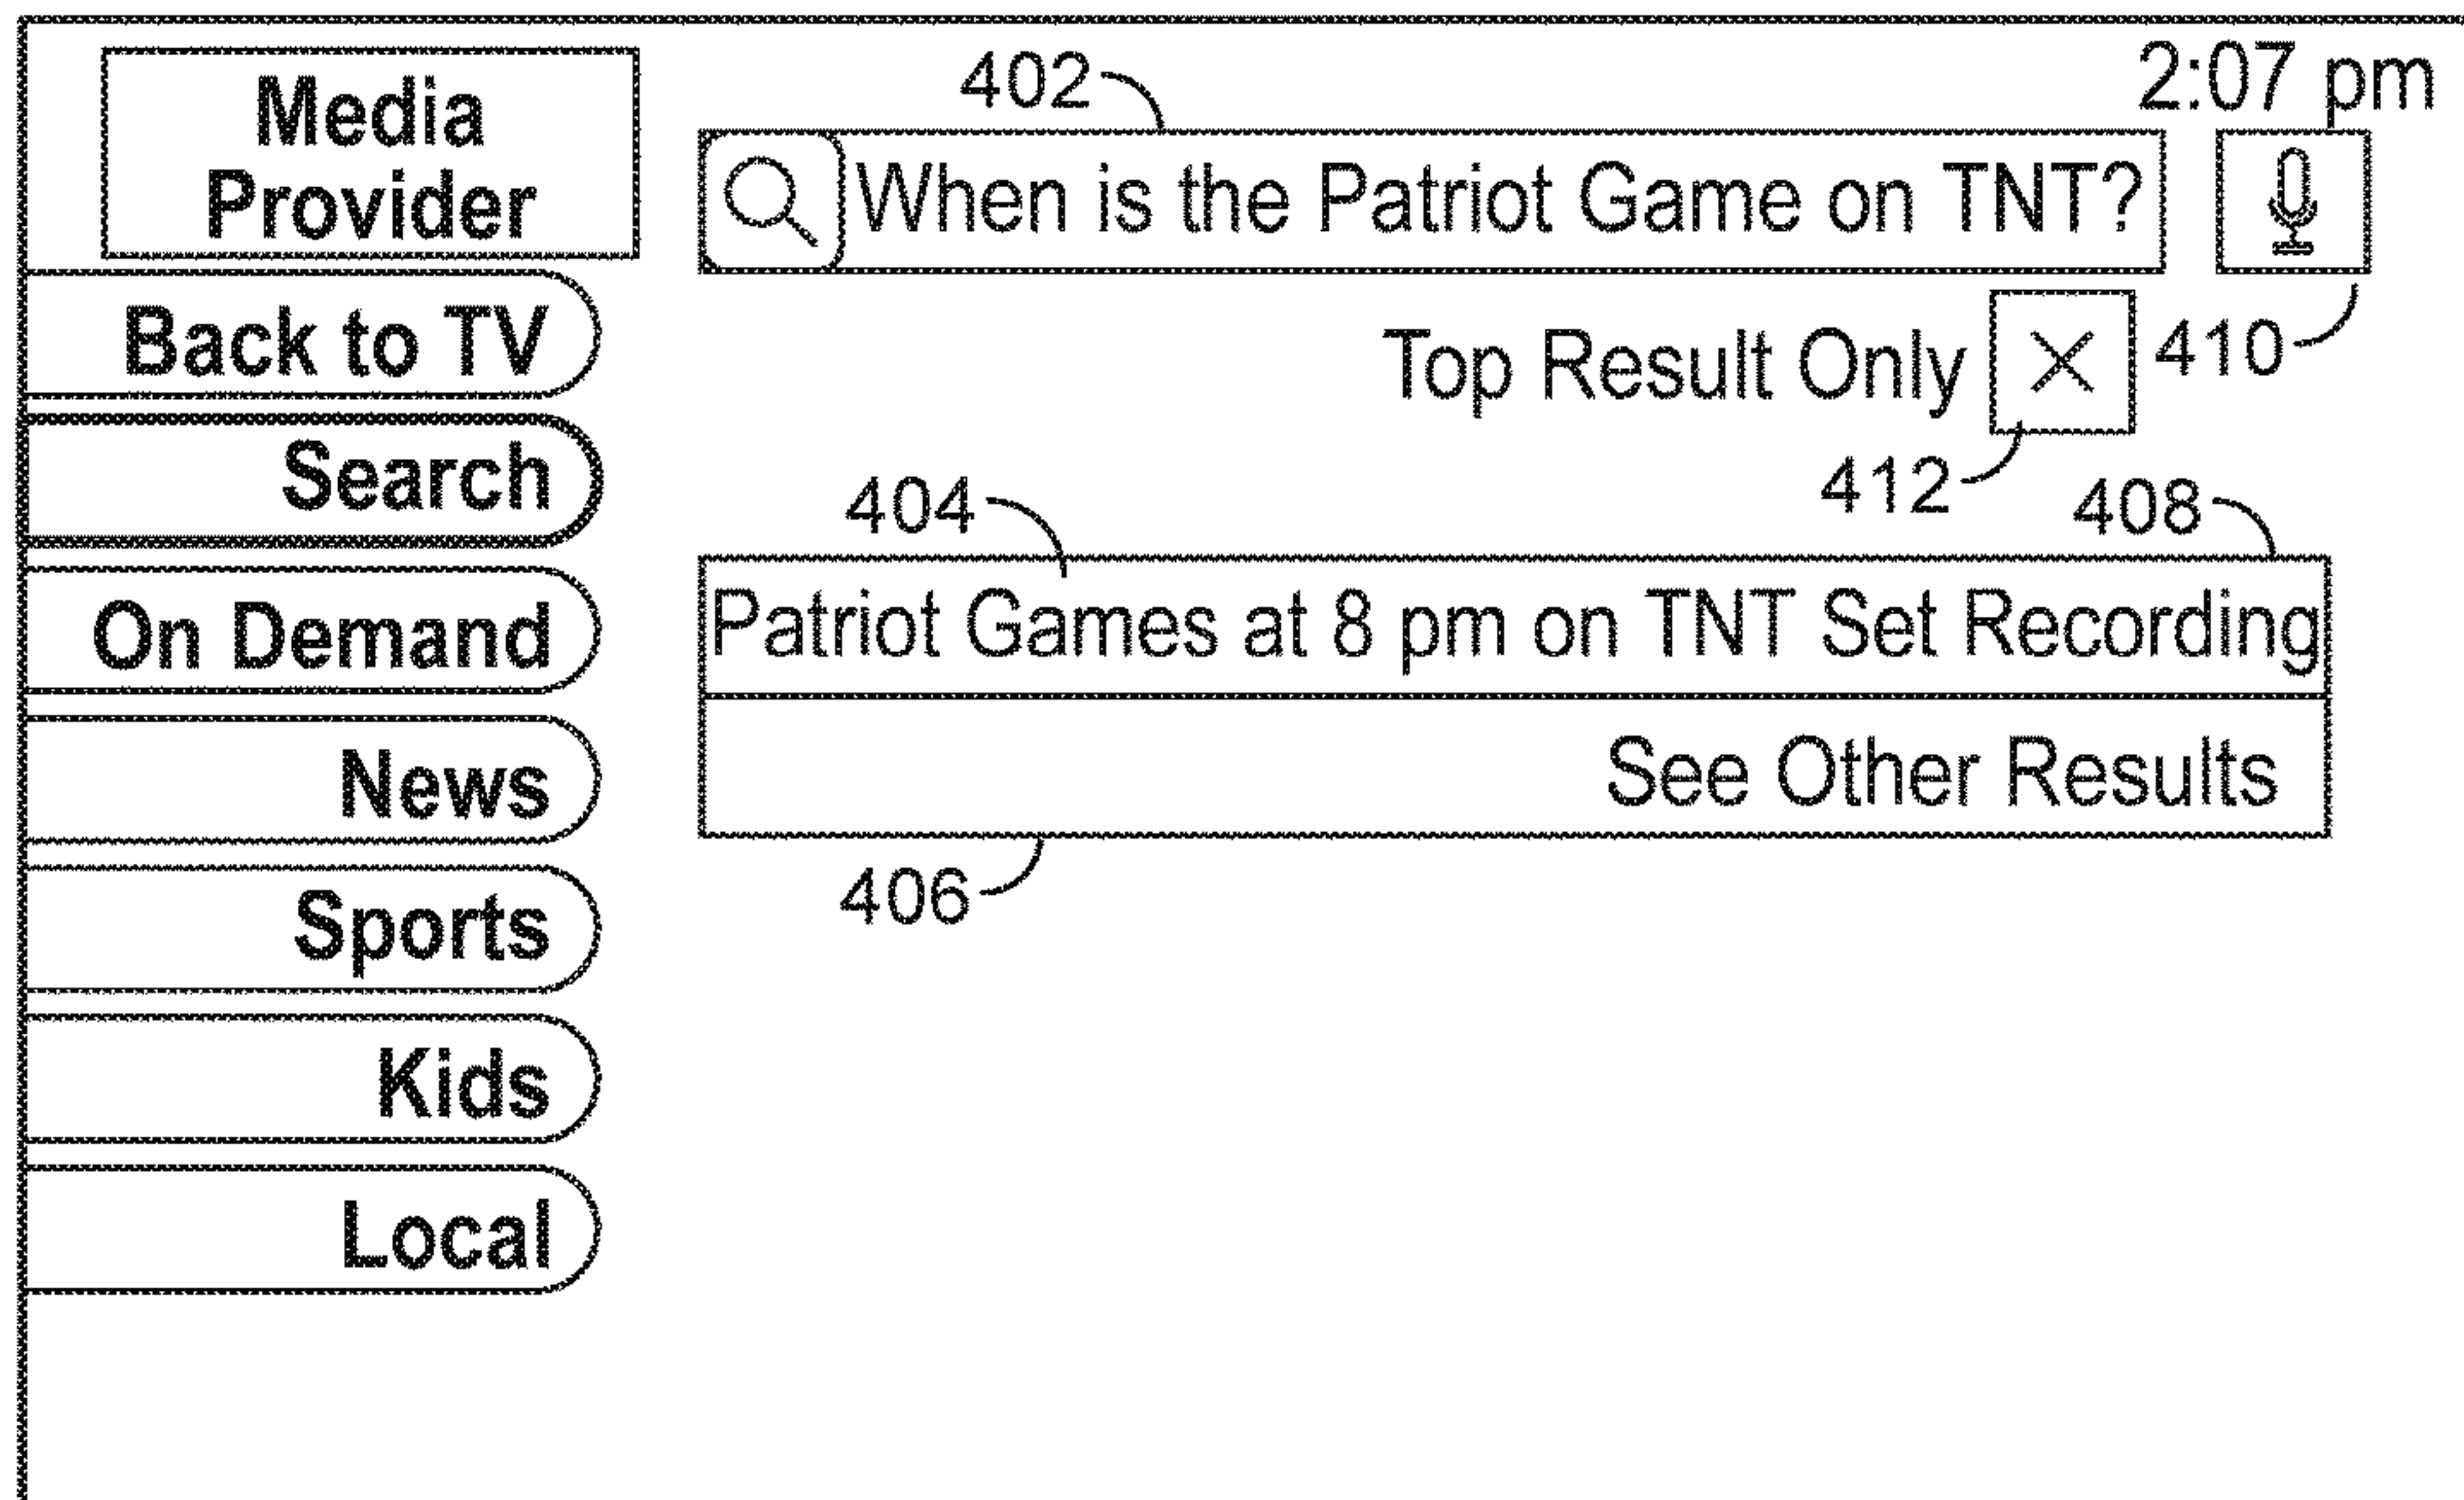 Media
Provider
Back to TV
Search
On Demand
News
Sports
Kids
Local
2:07 pm
402
When is the Patriot Game on TNT?
410
Top Result Only
412
404
408
Patriot Games at 8 pm on TNT Set Recording
See Other Results
406